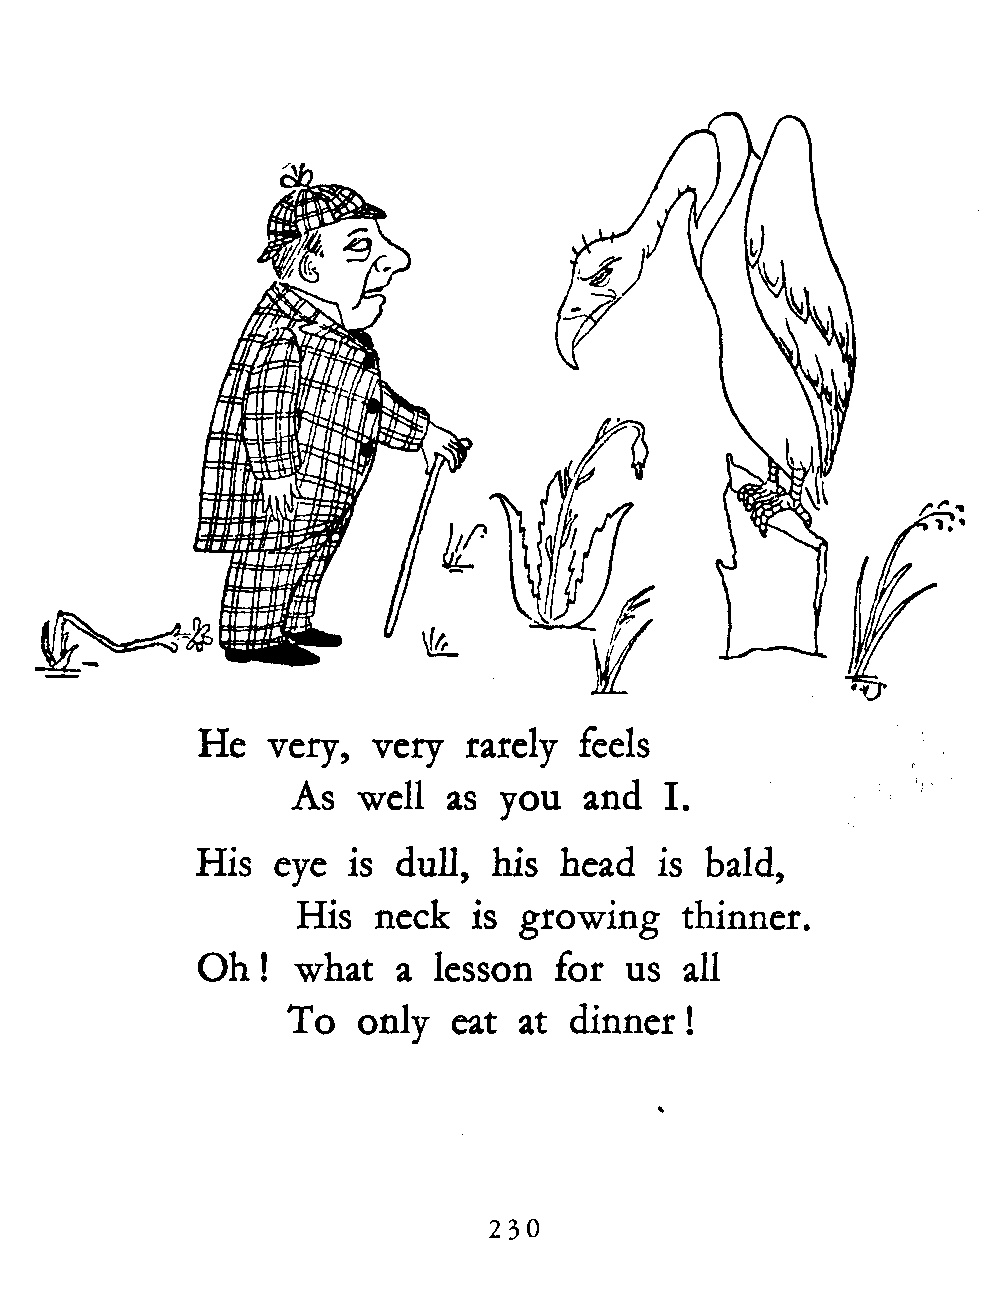 He very, very rarely feels
As well as you and I.
His eye is dull, his head is bald,
His neck is growing thinner.
Oh! what a lesson for us all
To only eat at dinner!
230